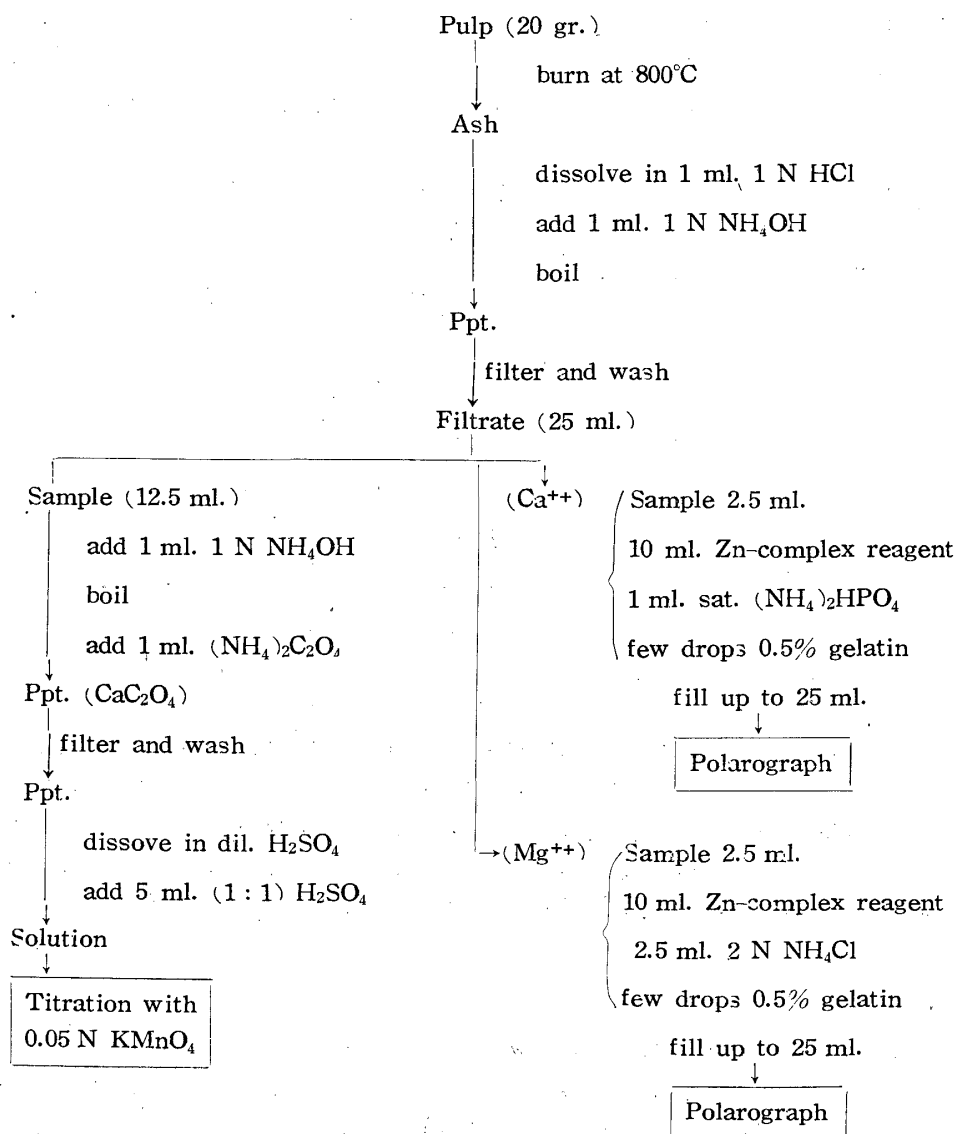 Pulp (20 gr.)
burn at 800°C
Ash
dissolve in 1 ml. 1 N HCl
add 1 ml. 1 N NH₄OH
boil
Ppt.
filter and wash
Filtrate (25 ml.)
Sample (12.5 ml.)
add 1 ml. 1 N NH₄OH
boil
add 1 ml. (NH₄)₂C₂O₄
Ppt. (CaC₂O₄)
filter and wash
Ppt.
dissove in dil. H₂SO₄
add 5 ml. (1 : 1) H₂SO₄
Solution
Titration with
0.05 N KMnO₄
(Ca⁺⁺)
Sample 2.5 ml.
10 ml. Zn-complex reagent
1 ml. sat. (NH₄)₂HPO₄
few drops 0.5% gelatin
fill up to 25 ml.
Polarograph
(Mg⁺⁺)
Sample 2.5 ml.
10 ml. Zn-complex reagent
2.5 ml. 2 N NH₄Cl
few drops 0.5% gelatin
fill up to 25 ml.
Polarograph